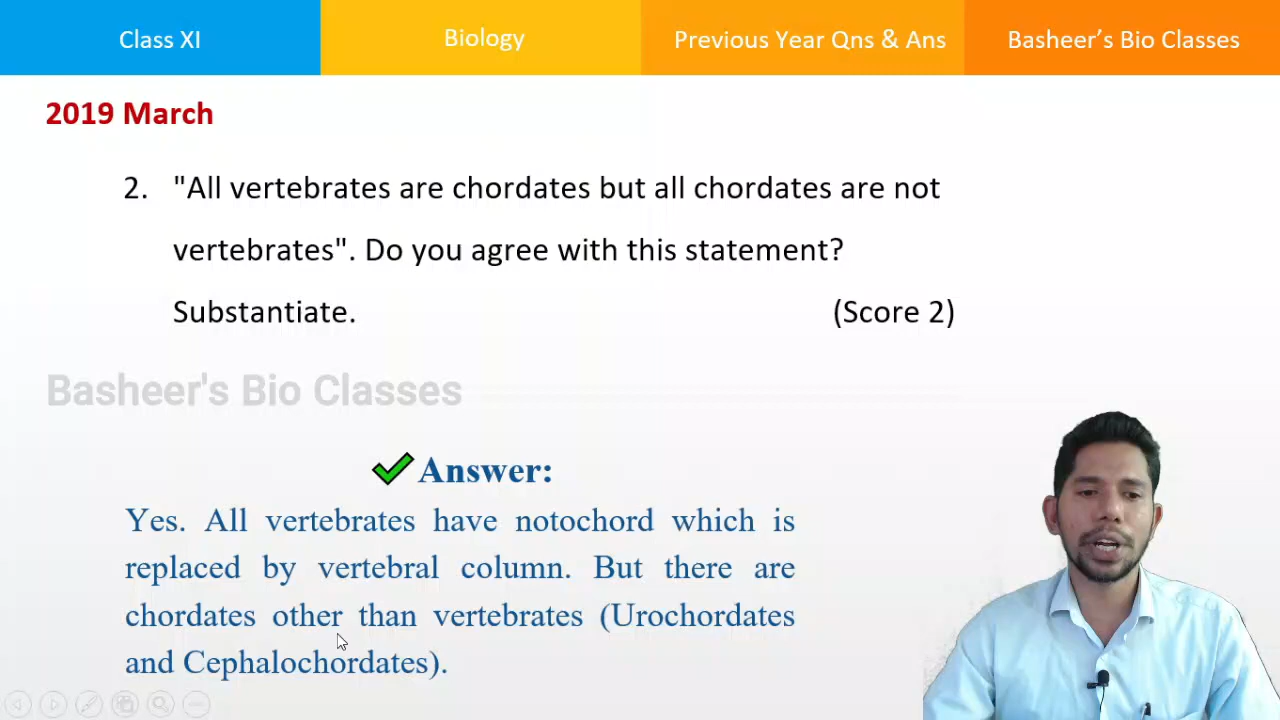 Class XI
Biology
Previous Year Qns & Ans
Basheer’s Bio Classes
2019 March
2. "All vertebrates are chordates but all chordates are not
vertebrates". Do you agree with this statement?
Substantiate. (Score 2)
Basheer's Bio Classes
Answer:
Yes. All vertebrates have notochord which is
replaced by vertebral column. But there are
chordates other than vertebrates (Urochordates
and Cephalochordates).